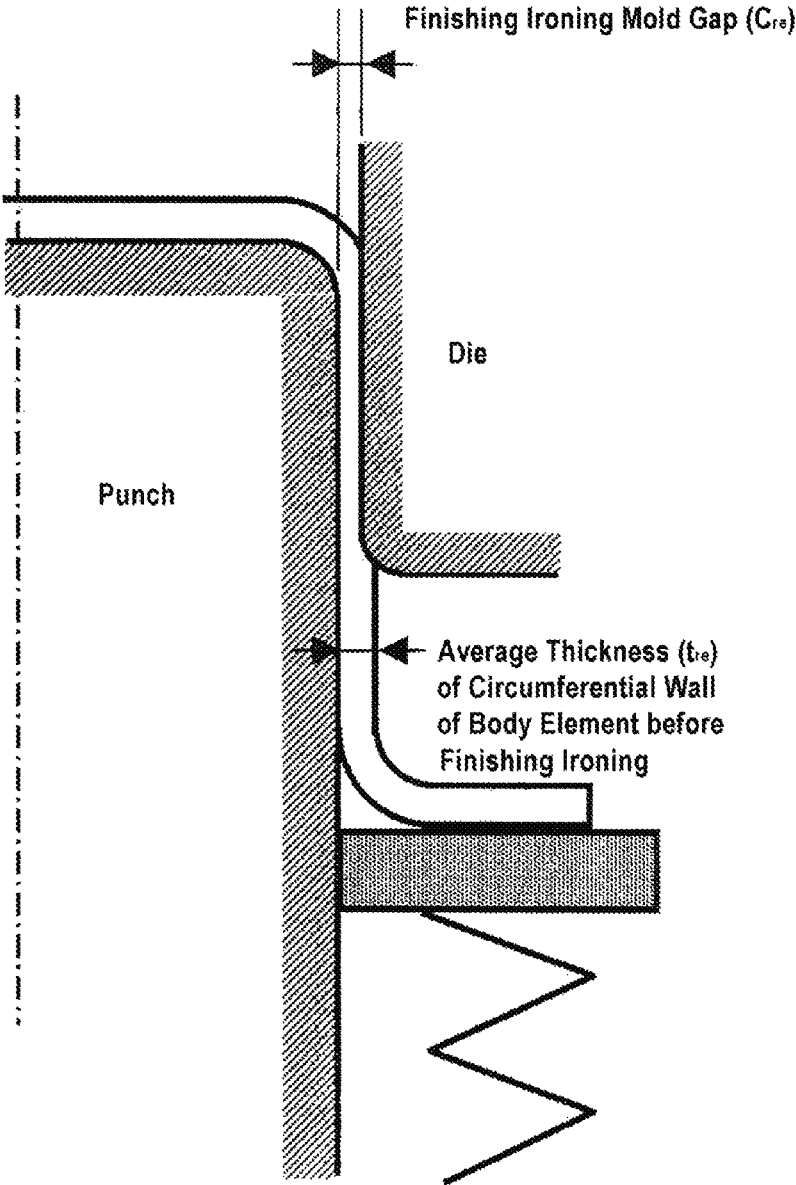 Finishing Ironing Mold Gap (Cre)
Die
Punch
Average Thickness (tre)
of Circumferential Wall
of Body Element before
Finishing Ironing